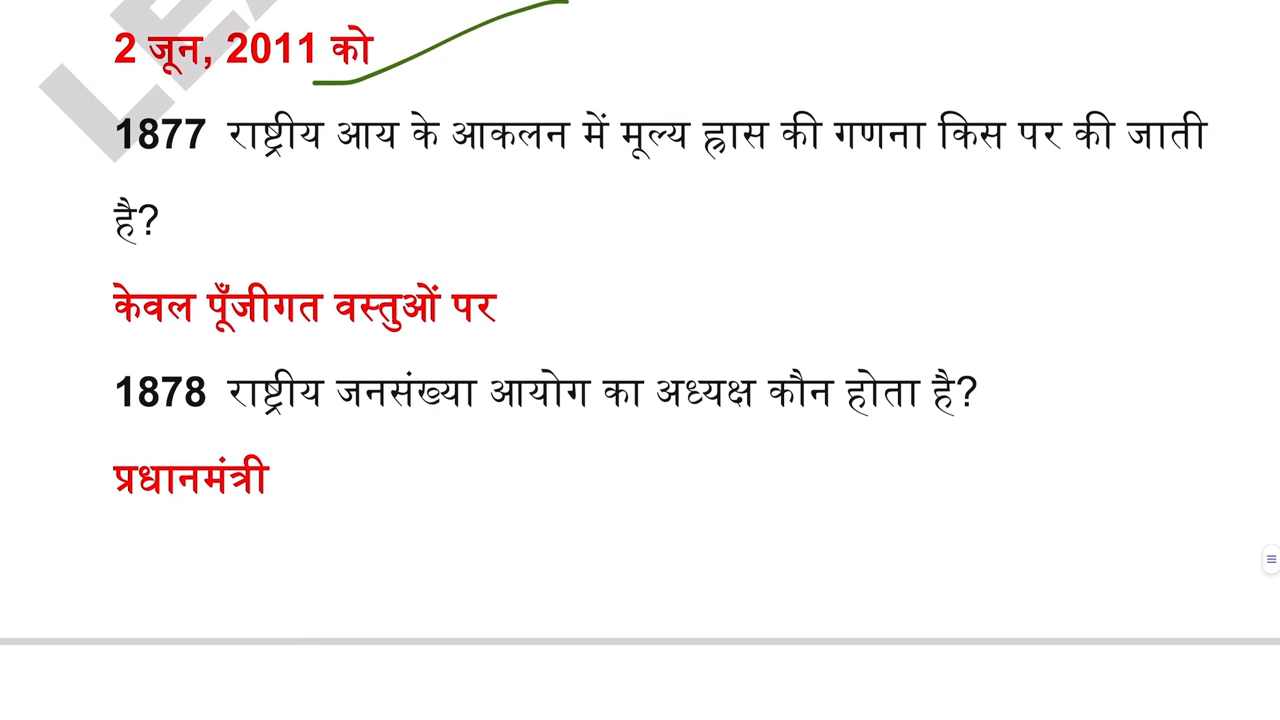 2 जून, 2011 को
1877 राष्ट्रीय आय के आकलन में मूल्य ह्रास की गणना किस पर की जाती
है?
केवल पूँजीगत वस्तुओं पर
1878 राष्ट्रीय जनसंख्या आयोग का अध्यक्ष कौन होता है?
प्रधानमंत्री